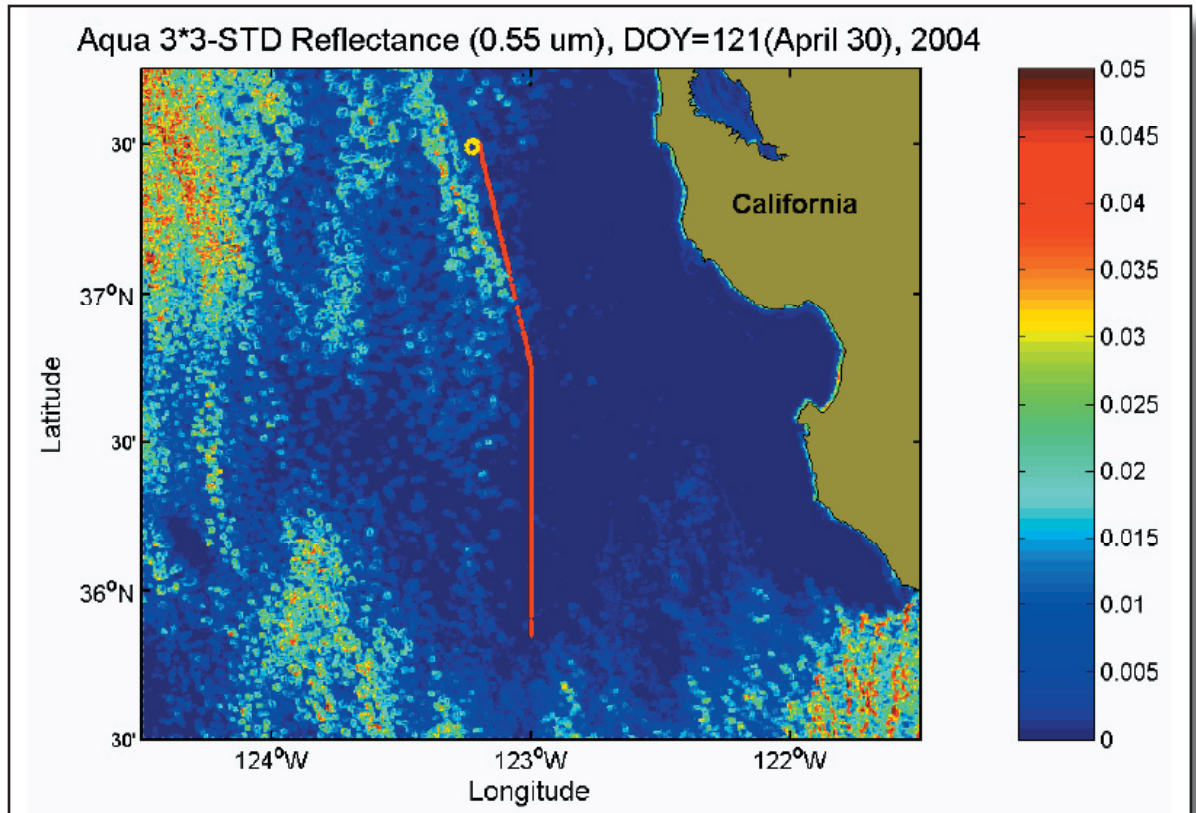 Aqua 3*3-STD Reflectance (0.55 um), DOY=121(April 30), 2004
0.05
0.045
0.04
0.035
0.03
0.025
0.02
0.015
0.01
0.005
0
30'
37°N
30'
36°N
30'
Latitude
California
124°W
123°W
122°W
Longitude